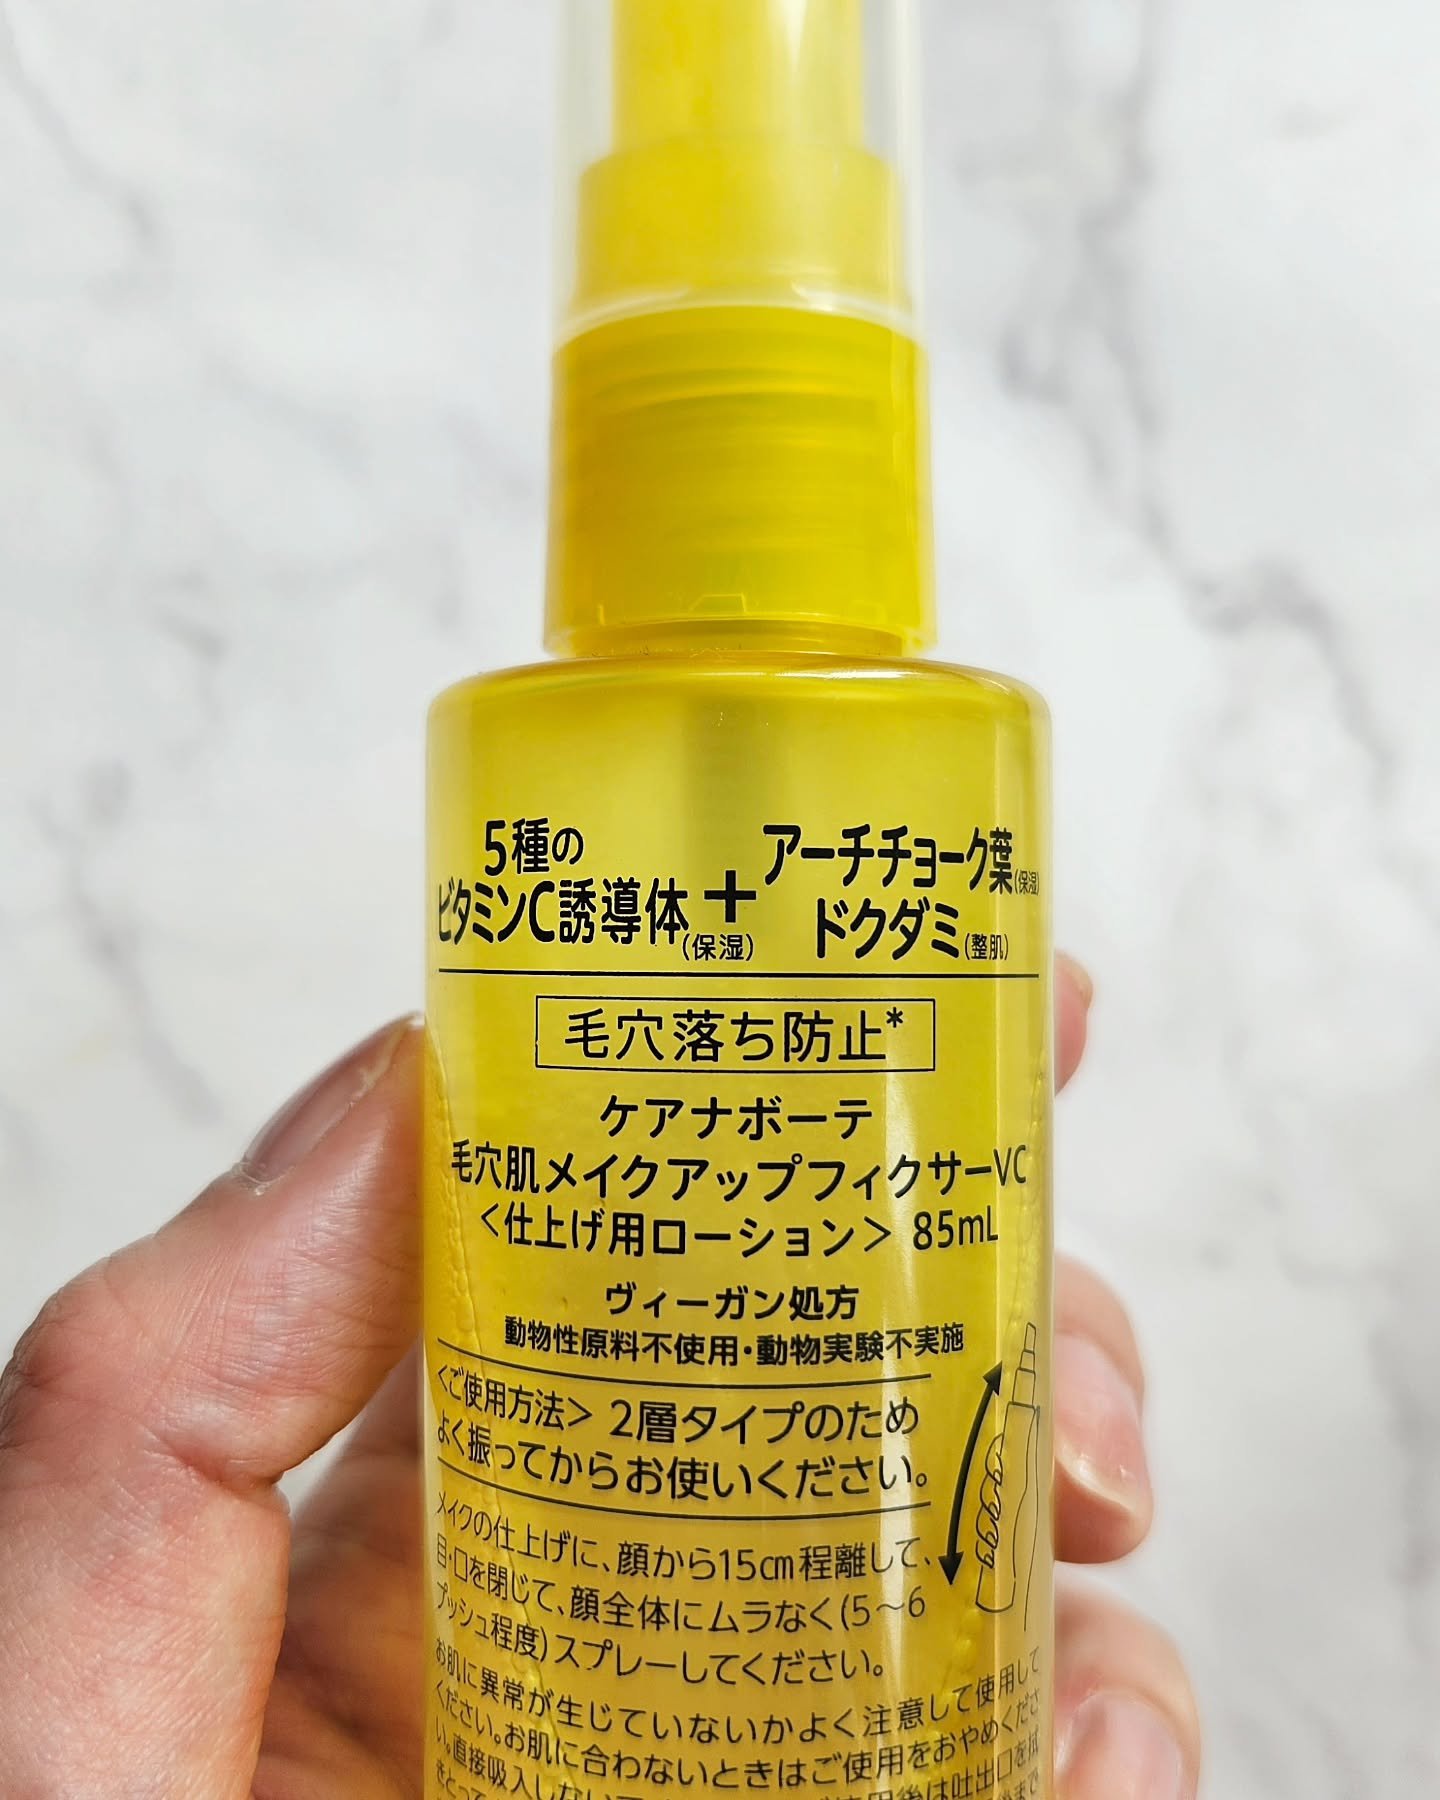 5種の
ビタミンC誘導体(保湿)
+
アーチチョーク葉(保湿)
ドクダミ(整肌)
毛穴落ち防止*
ケアナボーテ
毛穴肌メイクアップフィクサーVC
<仕上げ用ローション> 85mL
ヴィーガン処方
動物性原料不使用・動物実験不実施
<ご使用方法> 2層タイプのため
よく振ってからお使いください。
メイクの仕上げに、顔から15cm程離して、
目・口を閉じて、顔全体にムラなく(5〜6
プッシュ程度)スプレーしてください。
お肌に異常が生じていないかよく注意して使用して
ください。お肌に合わないときはご使用をおやめくださ
い。直接吸入しない